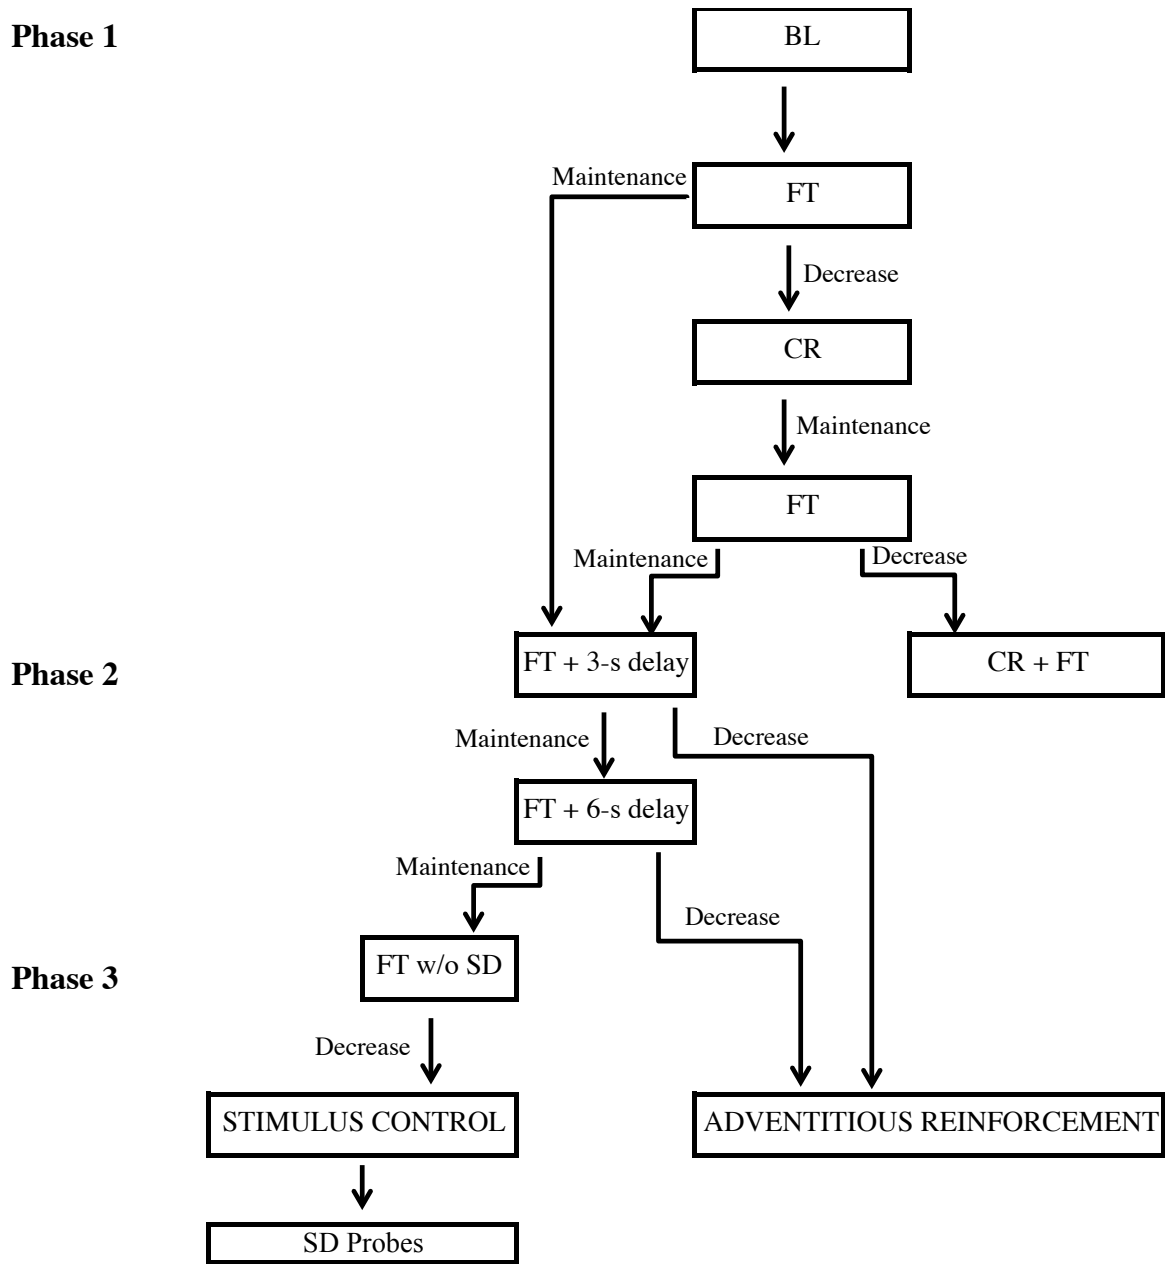 Phase 1
BL
Maintenance
FT
Decrease
CR
Maintenance
FT
Maintenance
Decrease
Phase 2
FT + 3-s delay
CR + FT
Maintenance
Decrease
FT + 6-s delay
Maintenance
Decrease
Phase 3
FT w/o SD
Decrease
STIMULUS CONTROL
ADVENTITIOUS REINFORCEMENT
SD Probes